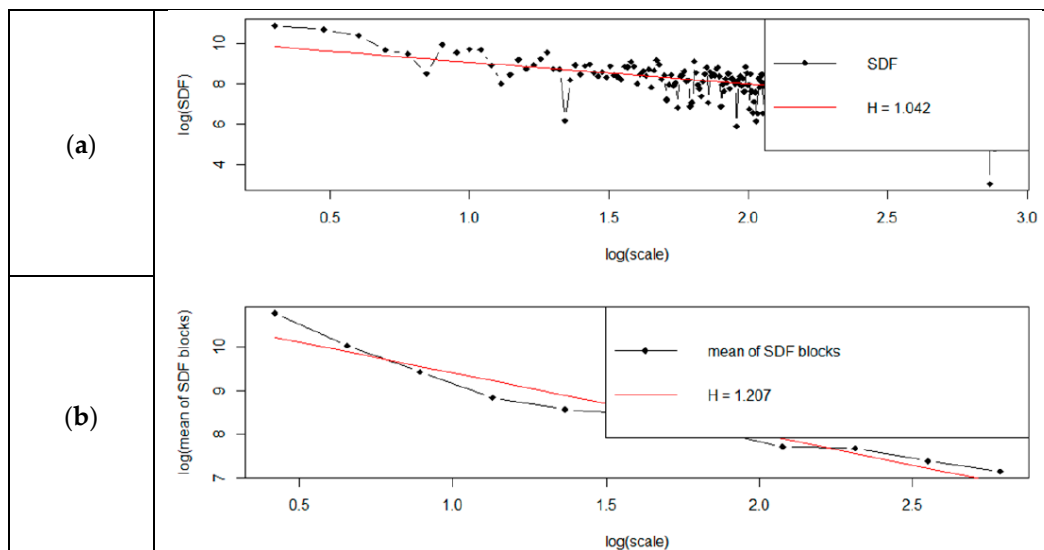 (a)
log(SDF)
10
8
6
4
SDF
H = 1.042
0.5
1.0
1.5
2.0
2.5
3.0
log(scale)
(b)
log(mean of SDF blocks)
10
9
8
7
mean of SDF blocks
H = 1.207
0.5
1.0
1.5
2.0
2.5
log(scale)